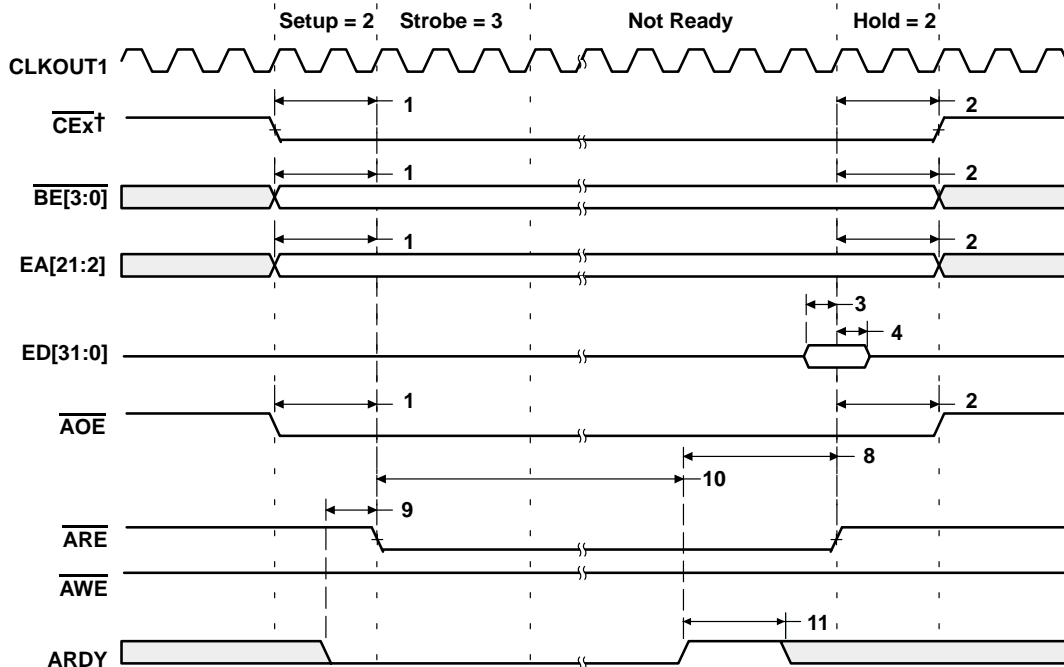 Setup = 2 Strobe = 3 Not Ready Hold = 2
CLKOUT1
CEx†
1 2
BE[3:0]
1 2
EA[21:2]
1 2
3
4
ED[31:0]
1 2
AOE
8
10
9
ARE
AWE
11
ARDY